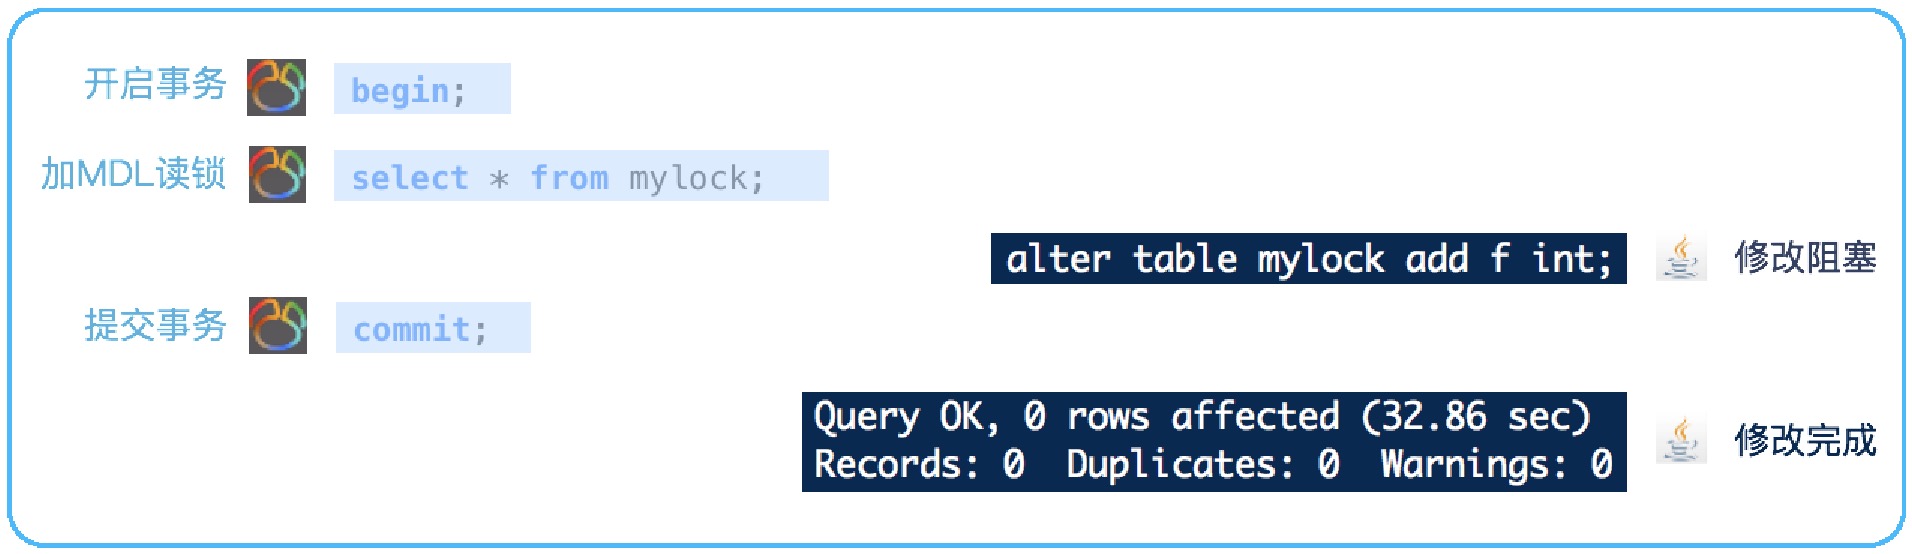 开启事务 begin;
加MDL读锁 select * from mylock;
alter table mylock add f int; 修改阻塞
提交事务 commit;
Query OK, 0 rows affected (32.86 sec)
Records: 0  Duplicates: 0  Warnings: 0
修改完成